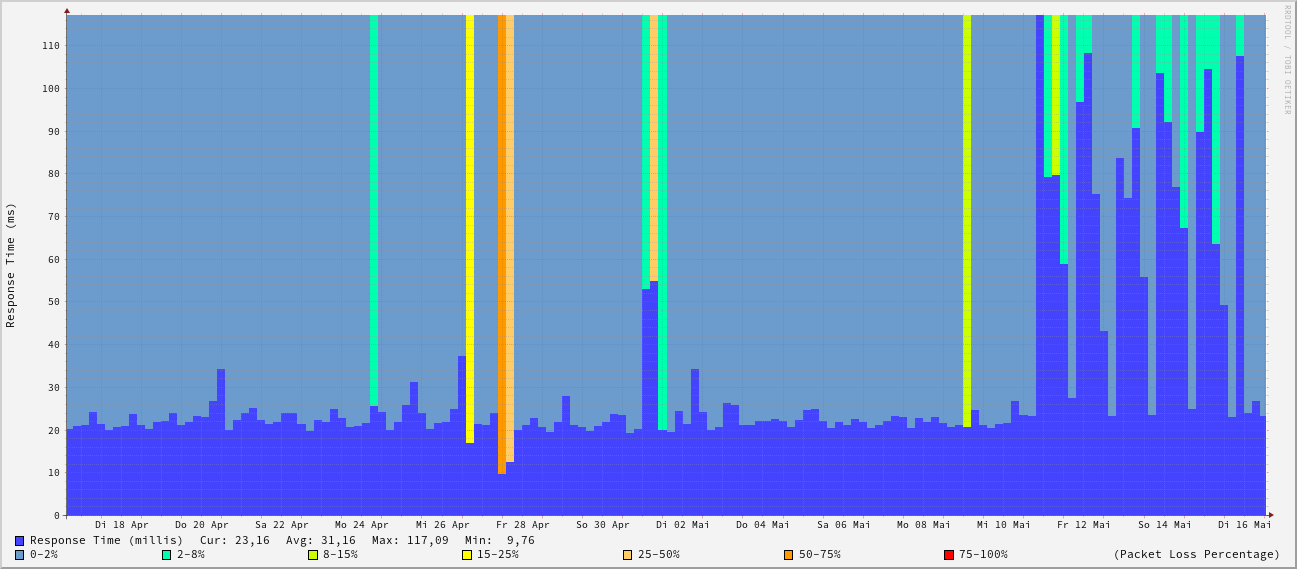 RRDTOOL / TOBI OETIKER
Response Time (ms)
110
100
90
80
70
60
50
40
30
20
10
0
Di 18 Apr Do 20 Apr Sa 22 Apr Mo 24 Apr Mi 26 Apr Fr 28 Apr So 30 Apr Di 02 Mai Do 04 Mai Sa 06 Mai Mo 08 Mai Mi 10 Mai Fr 12 Mai So 14 Mai Di 16 Mai
Response Time (millis) Cur: 23,16 Avg: 31,16 Max: 117,09 Min: 9,76
0-2% 2-8% 8-15% 15-25% 25-50% 50-75% 75-100% (Packet Loss Percentage)